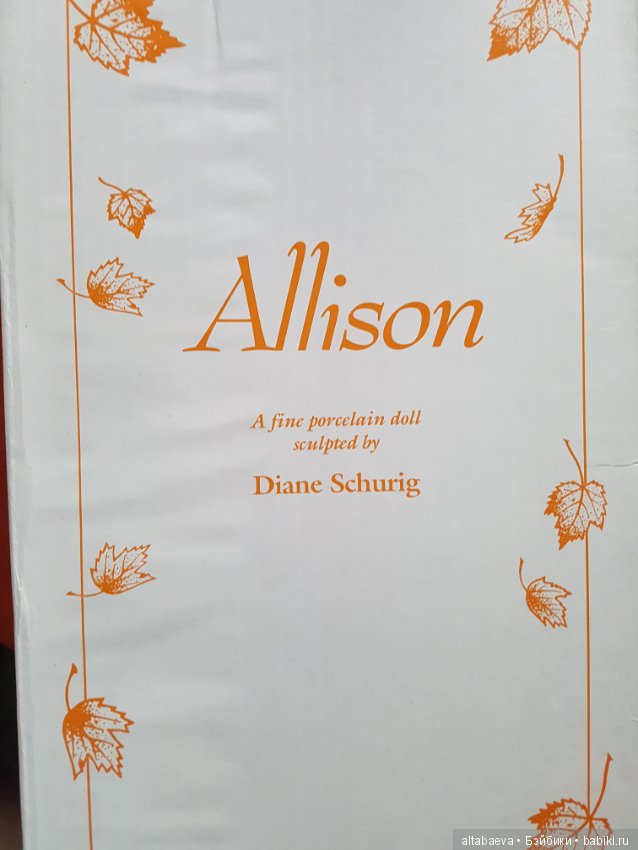 Allison
A fine porcelain doll
sculpted by
Diane Schurig
altabaeva • Бэйбики • babiki.ru